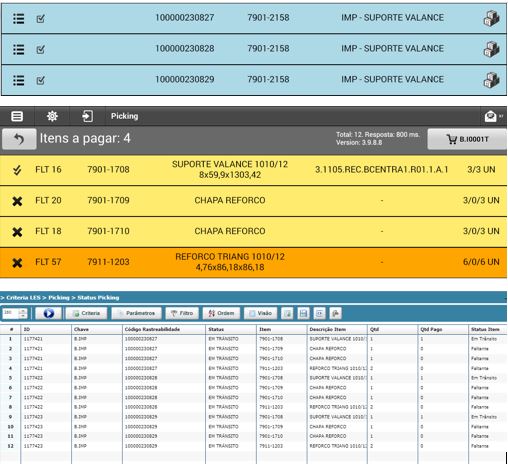 100000230827 7901-2158 IMP - SUPORTE VALANCE
100000230828 7901-2158 IMP - SUPORTE VALANCE
100000230829 7901-2158 IMP - SUPORTE VALANCE
Picking
Itens a pagar: 4
Total: 12. Resposta: 800 ms.
Version: 3.9.8.8
B.I0001T
FLT 16 7901-1708 SUPORTE VALANCE 1010/12 3.1105.REC.BCENTRA1.R01.1.A.1 3/3 UN
8x59,9x1303,42
FLT 20 7901-1709 CHAPA REFORCO - 3/0/3 UN
FLT 18 7901-1710 CHAPA REFORCO - 3/0/3 UN
FLT 57 7911-1203 REFORCO TRIANG 1010/12 - 6/0/6 UN
4,76x86,18x86,18
> Criteria LES > Picking > Status Picking
Criteria Parâmetros Filtro Ordem Visão
# ID Chave Código Rastreabilidade Status Item Descrição Item Qtd Qtd Pago Status Item
1 1177421 B.IMP 100000230827 EM TRÂNSITO 7901-1708 SUPORTE VALANCE 1010/ 1 1 Em Trânsito
2 1177421 B.IMP 100000230827 EM TRÂNSITO 7901-1709 CHAPA REFORCO 1 0 Faltante
3 1177421 B.IMP 100000230827 EM TRÂNSITO 7901-1710 CHAPA REFORCO 1 0 Faltante
4 1177421 B.IMP 100000230827 EM TRÂNSITO 7911-1203 REFORCO TRIANG 1010/12 2 0 Faltante
5 1177422 B.IMP 100000230828 EM TRÂNSITO 7901-1708 SUPORTE VALANCE 1010/ 1 1 Em Trânsito
6 1177422 B.IMP 100000230828 EM TRÂNSITO 7901-1709 CHAPA REFORCO 1 0 Faltante
7 1177422 B.IMP 100000230828 EM TRÂNSITO 7901-1710 CHAPA REFORCO 1 0 Faltante
8 1177422 B.IMP 100000230828 EM TRÂNSITO 7911-1203 REFORCO TRIANG 1010/12 2 0 Faltante
9 1177423 B.IMP 100000230829 EM TRÂNSITO 7901-1708 SUPORTE VALANCE 1010/ 1 1 Em Trânsito
10 1177423 B.IMP 100000230829 EM TRÂNSITO 7901-1709 CHAPA REFORCO 1 0 Faltante
11 1177423 B.IMP 100000230829 EM TRÂNSITO 7901-1710 CHAPA REFORCO 1 0 Faltante
12 1177423 B.IMP 100000230829 EM TRÂNSITO 7911-1203 REFORCO TRIANG 1010/12 2 0 Faltante